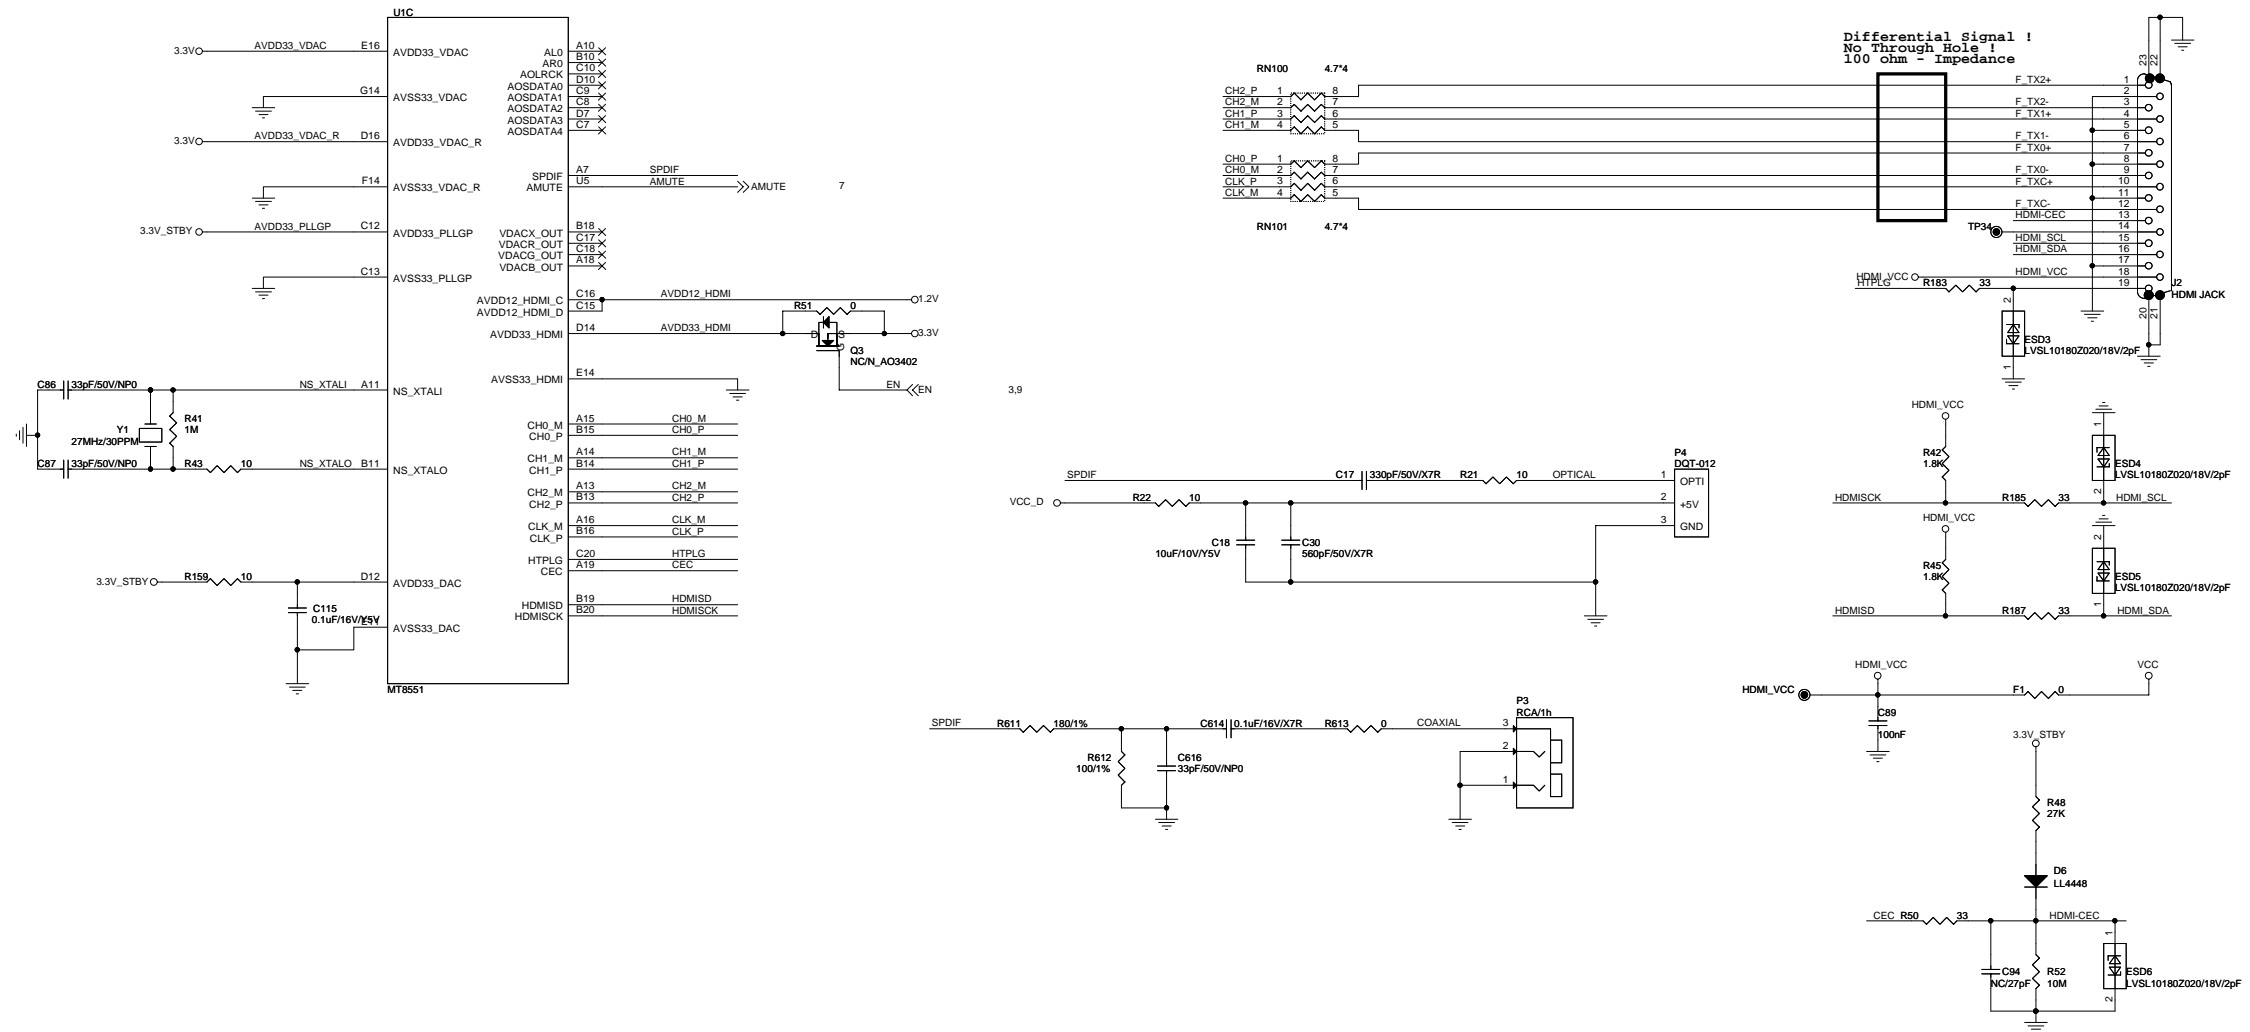 U1C
3.3V AVDD33_VDAC E16 AVDD33_VDAC
G14 AVSS33_VDAC
3.3V AVDD33_VDAC_R D16 AVDD33_VDAC_R
F14 AVSS33_VDAC_R
3.3V_STBY AVDD33_PLLGP C12 AVDD33_PLLGP
C13 AVSS33_PLLGP
C86 33pF/50V/NP0 NS_XTALI A11 NS_XTALI
R41
1M
Y1
27MHz/30PPM
C87 33pF/50V/NP0 R43 10 NS_XTALO B11 NS_XTALO
3.3V_STBY R159 10 D12 AVDD33_DAC
C115
0.1uF/16V/Y5V
E11 AVSS33_DAC
MT8551
AL0 A10
AR0 B10
AOLRCK C10
AOSDATA0 D10
AOSDATA1 C9
AOSDATA2 C8
AOSDATA3 D7
AOSDATA4 C7
SPDIF A7 SPDIF
AMUTE U5 AMUTE AMUTE 7
VDACX_OUT B18
VDACR_OUT C17
VDACG_OUT C18
VDACB_OUT A18
AVDD12_HDMI_C C16 AVDD12_HDMI 1.2V
AVDD12_HDMI_D C15
R51 0
AVDD33_HDMI D14 AVDD33_HDMI D S 3.3V
G
Q3
NC/N_AO3402
AVSS33_HDMI E14
EN EN 3,9
CH0_M A15 CH0_M
CH0_P B15 CH0_P
CH1_M A14 CH1_M
CH1_P B14 CH1_P
CH2_M A13 CH2_M
CH2_P B13 CH2_P
CLK_M A16 CLK_M
CLK_P B16 CLK_P
HTPLG C20 HTPLG
CEC A19 CEC
HDMISD B19 HDMISD
HDMISCK B20 HDMISCK
Differential Signal !
No Through Hole !
100 ohm - Impedance
RN100 4.7*4
CH2_P 1 8
CH2_M 2 7
CH1_P 3 6
CH1_M 4 5
CH0_P 1 8
CH0_M 2 7
CLK_P 3 6
CLK_M 4 5
RN101 4.7*4
23 22
F_TX2+ 1
2
F_TX2- 3
F_TX1+ 4
5
F_TX1- 6
F_TX0+ 7
8
F_TX0- 9
F_TXC+ 10
11
F_TXC- 12
HDMI-CEC 13
TP34 14
HDMI_SCL 15
HDMI_SDA 16
17
HDMI_VCC HDMI_VCC 18
HTPLG R183 33 19
J2
HDMI JACK
20 21
2
ESD3
LVSL10180Z020/18V/2pF
1
SPDIF C17 330pF/50V/X7R R21 10 OPTICAL 1 OPTI
P4
DQT-012
VCC_D R22 10 2 +5V
3 GND
C18
10uF/10V/Y5V
C30
560pF/50V/X7R
HDMI_VCC
R42
1.8K
1
ESD4
LVSL10180Z020/18V/2pF
2
HDMISCK R185 33 HDMI_SCL
HDMI_VCC
R45
1.8K
2
ESD5
LVSL10180Z020/18V/2pF
1
HDMISD R187 33 HDMI_SDA
SPDIF R611 180/1% C614 0.1uF/16V/X7R R613 0 COAXIAL 3
P3
RCA/1h
2
1
R612
100/1%
C616
33pF/50V/NP0
HDMI_VCC VCC
HDMI_VCC F1 0
C89
100nF
3.3V_STBY
R48
27K
D6
LL4448
CEC R50 33 HDMI-CEC
C94
NC/27pF
R52
10M
1
ESD6
LVSL10180Z020/18V/2pF
2